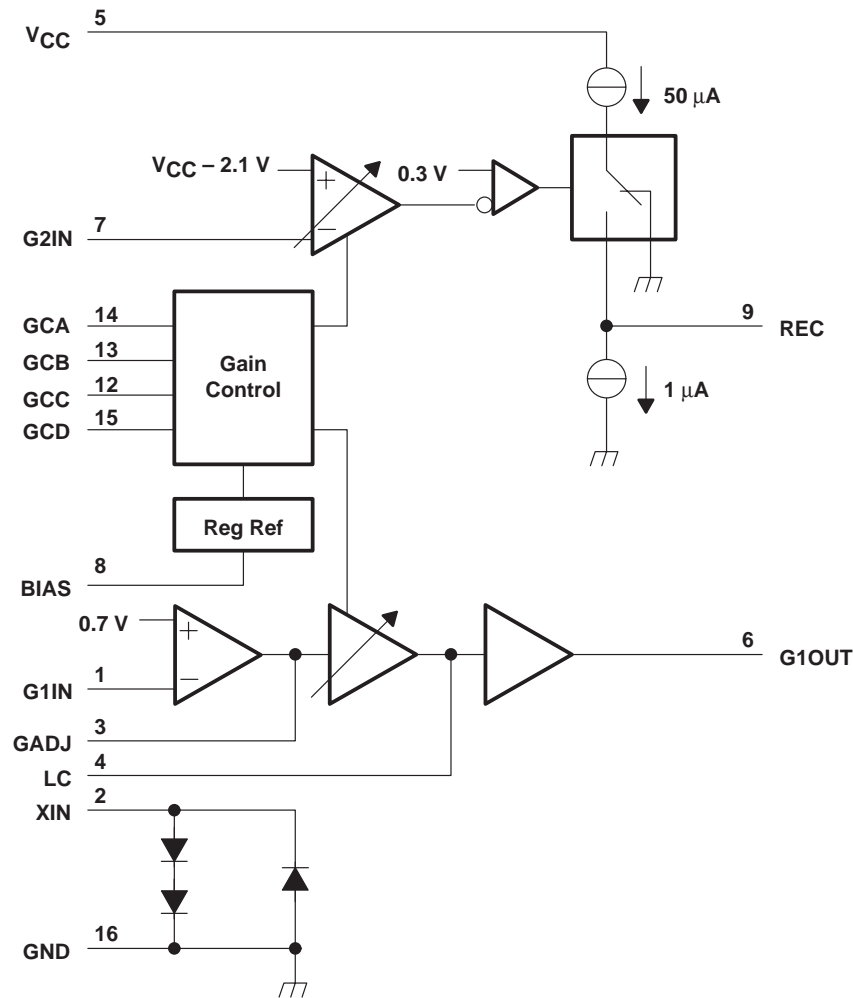 5
VCC
50 μA
VCC – 2.1 V
0.3 V
+
–
7
G2IN
14
GCA
13
GCB
12
GCC
15
GCD
Gain
Control
9
REC
1 μA
Reg Ref
8
BIAS
0.7 V
+
–
1
G1IN
6
G1OUT
3
GADJ
4
LC
2
XIN
16
GND